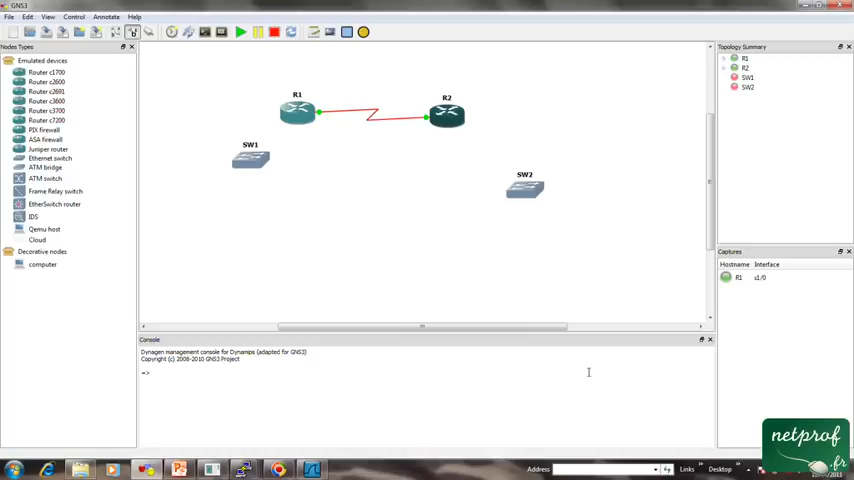 GNS3
File Edit View Control Annotate Help
Nodes Types
Emulated devices
Router c1700
Router c2600
Router c2691
Router c3600
Router c3700
Router c7200
PIX firewall
ASA firewall
Juniper router
Ethernet switch
ATM bridge
ATM switch
Frame Relay switch
EtherSwitch router
IDS
Qemu host
Cloud
Decorative nodes
computer
R1
R2
SW1
SW2
Topology Summary
R1
R2
SW1
SW2
Captures
Hostname Interface
R1 s1/0
Console
Dynagen management console for Dynamips (adapted for GNS3)
Copyright (c) 2008-2010 GNS3 Project
=>
netprof
.fr
Address
Links »
Desktop »